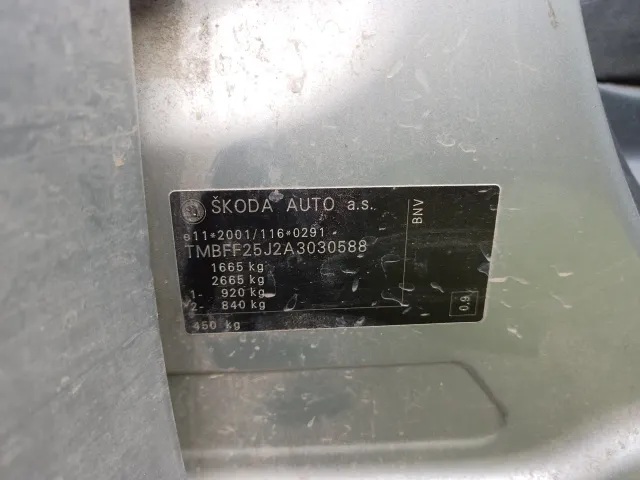 ŠKODA AUTO a.s.
e11*2001/116*0291
TMBFF25J2A3030588
1665 kg
2665 kg
1- 920 kg
2- 840 kg
450 kg
BNV
0,9